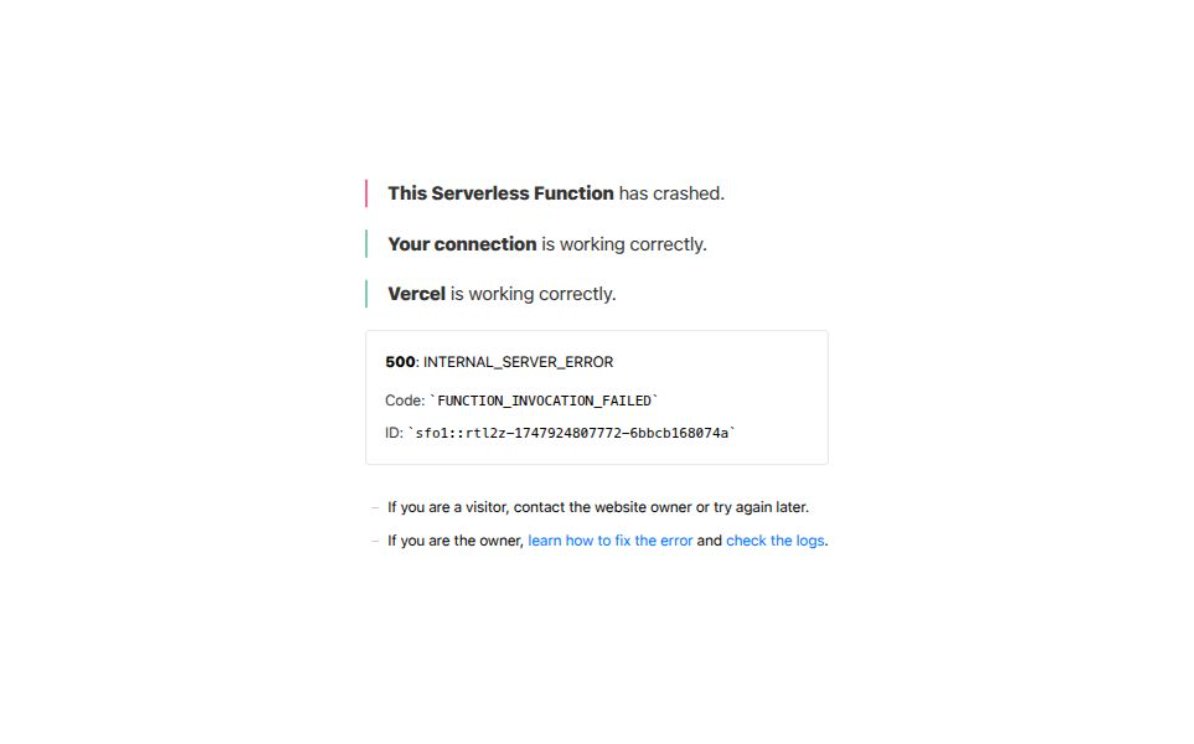 This Serverless Function has crashed.
Your connection is working correctly.
Vercel is working correctly.
500: INTERNAL_SERVER_ERROR
Code: `FUNCTION_INVOCATION_FAILED`
ID: `sfo1::rtl2z-1747924807772-6bbcb168074a`
– If you are a visitor, contact the website owner or try again later.
– If you are the owner, learn how to fix the error and check the logs.